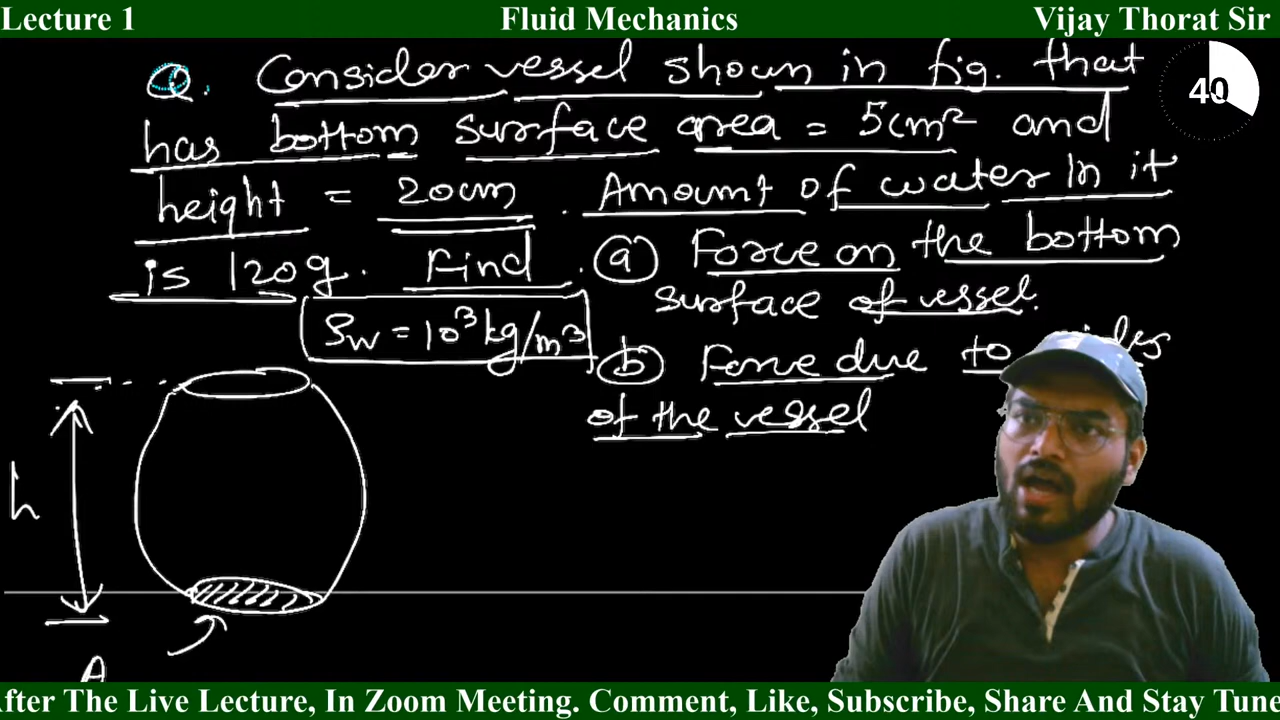 Lecture 1 Fluid Mechanics Vijay Thorat Sir
Q. Consider vessel shown in fig. that
40
has bottom surface area = 5cm² and
height = 20cm. Amount of water in it
is 120g. Find. (a) Force on the bottom
surface of vessel.
ρw = 10³ kg/m³
(b) Force due to
of the vessel
h
A
After The Live Lecture, In Zoom Meeting. Comment, Like, Subscribe, Share And Stay Tune